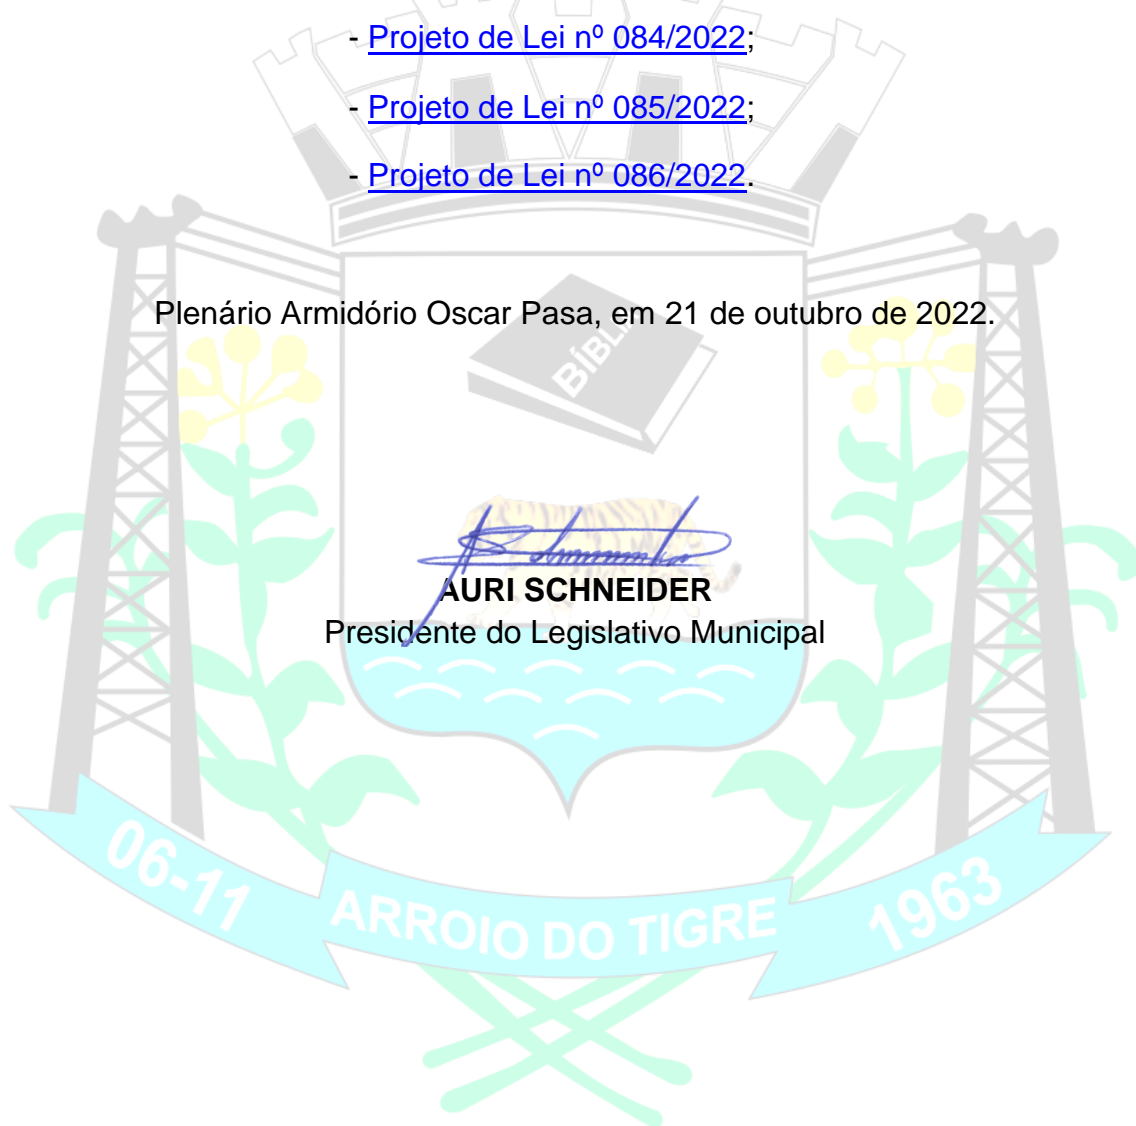 - Projeto de Lei nº 084/2022;
- Projeto de Lei nº 085/2022;
- Projeto de Lei nº 086/2022.
Plenário Armidório Oscar Pasa, em 21 de outubro de 2022.
BÍBLIA
AURI SCHNEIDER
Presidente do Legislativo Municipal
06-11 ARROIO DO TIGRE 1963